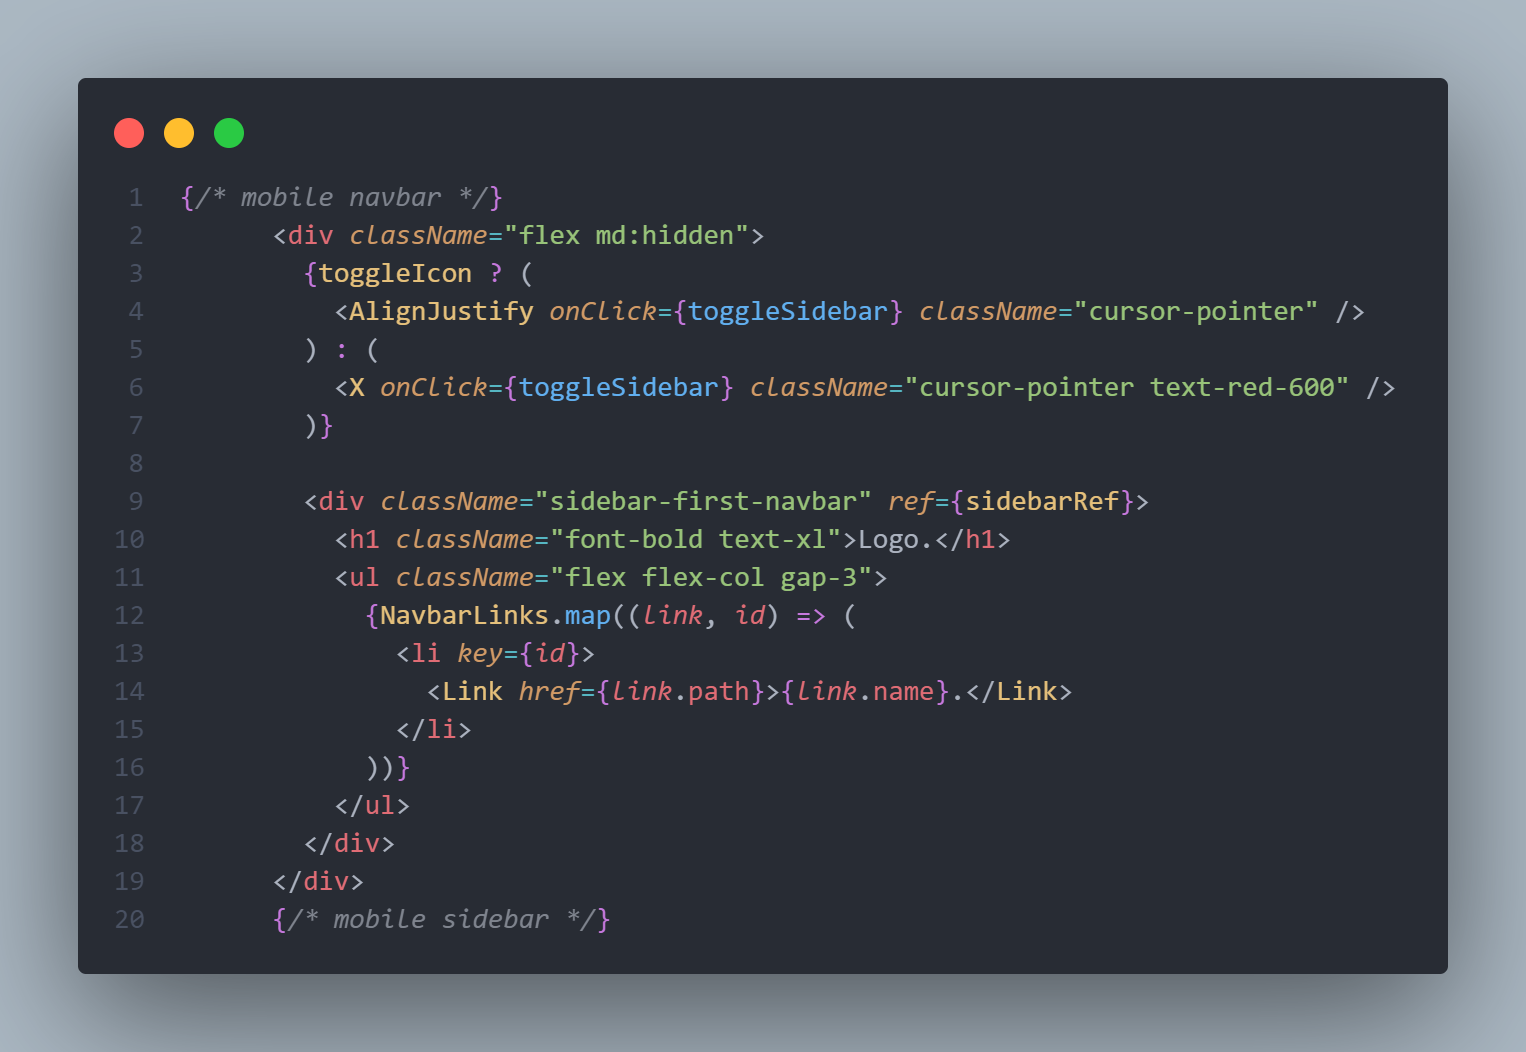 1 {/* mobile navbar */}
2       <div className="flex md:hidden">
3         {toggleIcon ? (
4           <AlignJustify onClick={toggleSidebar} className="cursor-pointer" />
5         ) : (
6           <X onClick={toggleSidebar} className="cursor-pointer text-red-600" />
7         )}
8
9         <div className="sidebar-first-navbar" ref={sidebarRef}>
10           <h1 className="font-bold text-xl">Logo.</h1>
11           <ul className="flex flex-col gap-3">
12             {NavbarLinks.map((link, id) => (
13               <li key={id}>
14                 <Link href={link.path}>{link.name}.</Link>
15               </li>
16             ))}
17           </ul>
18         </div>
19       </div>
20       {/* mobile sidebar */}